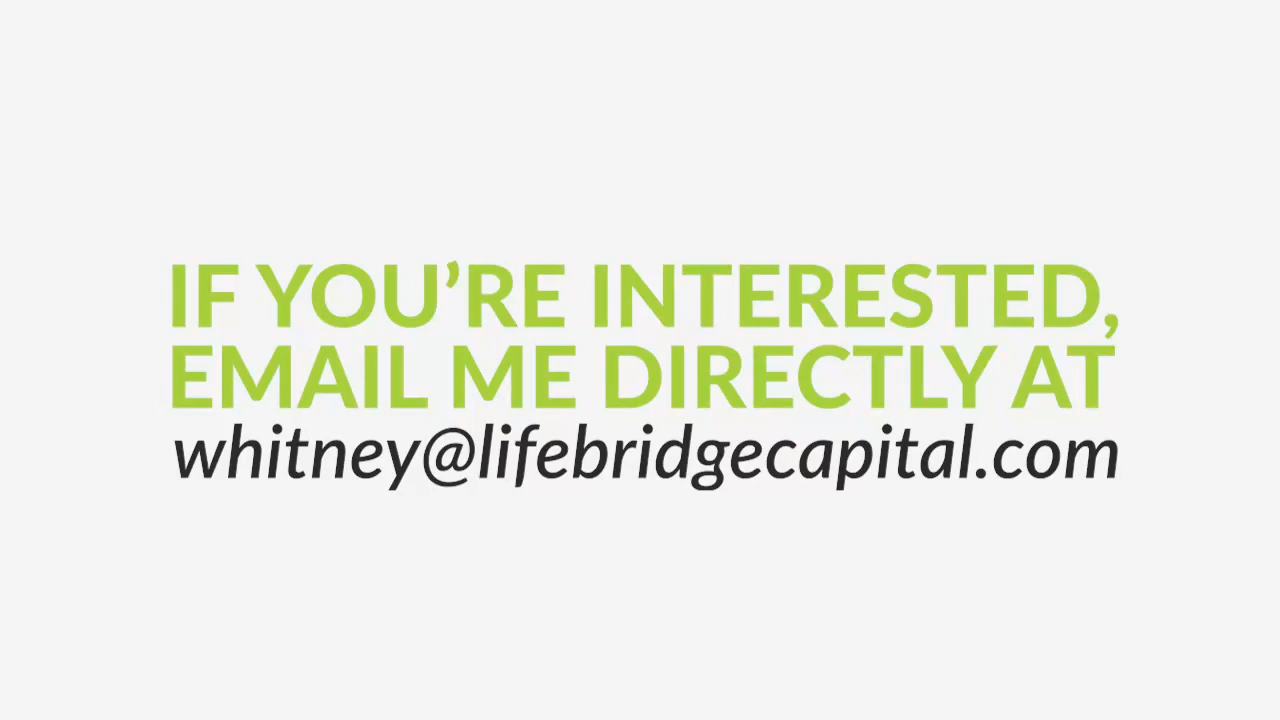 IF YOU’RE INTERESTED,
EMAIL ME DIRECTLY AT
whitney@lifebridgecapital.com